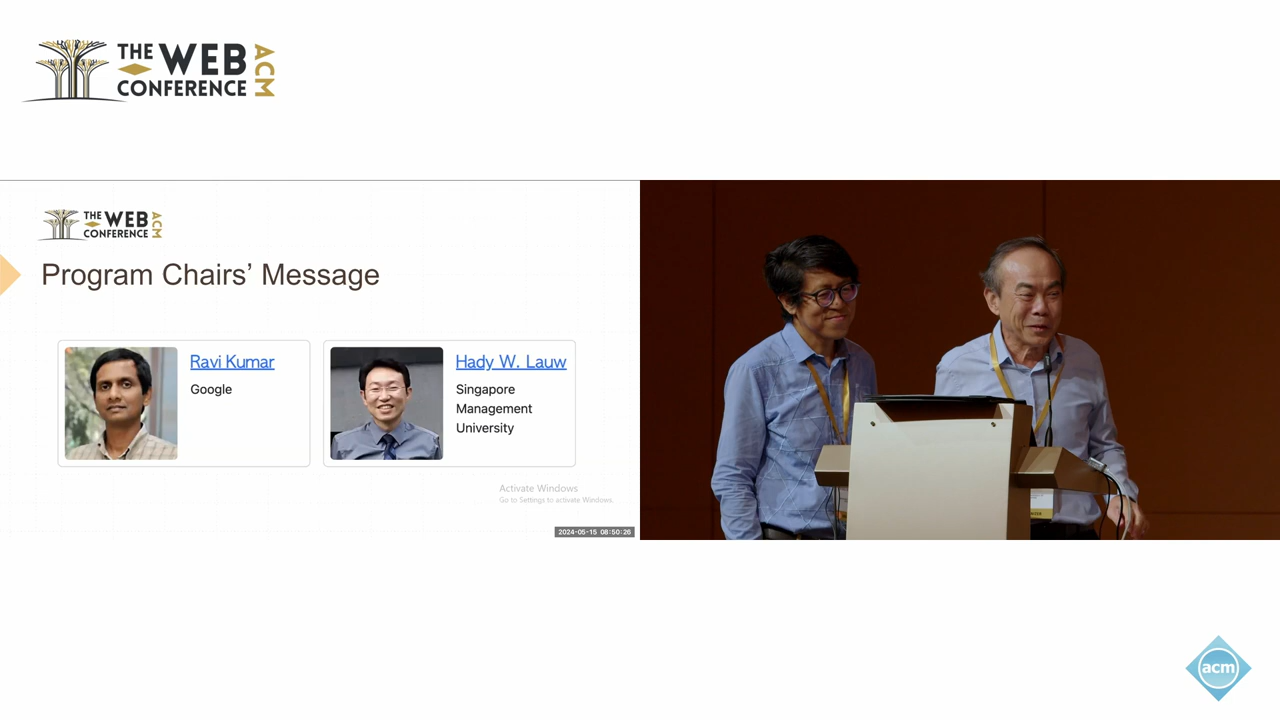 THE WEB
CONFERENCE
ACM
THE WEB
CONFERENCE
ACM
Program Chairs’ Message
Ravi Kumar
Google
Hady W. Lauw
Singapore
Management
University
Activate Windows
Go to Settings to activate Windows.
2024-05-15 08:50:26
acm